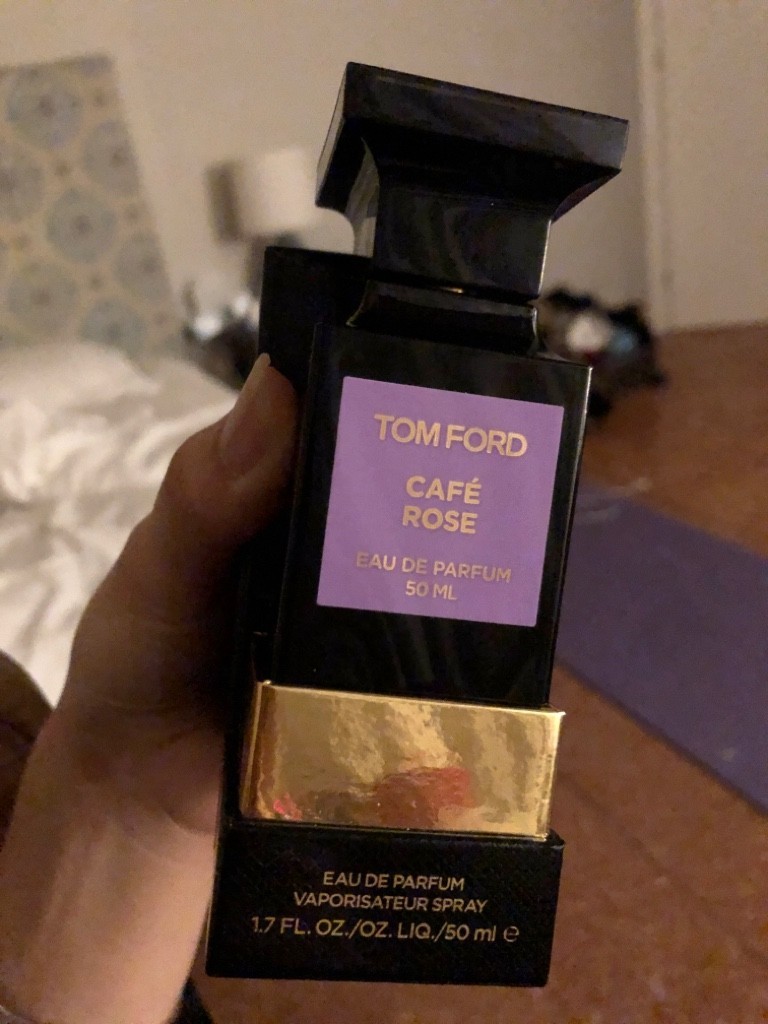 TOM FORD
CAFÉ
ROSE
EAU DE PARFUM
50 ML
EAU DE PARFUM
VAPORISATEUR SPRAY
1.7 FL. OZ./OZ. LIQ./50 ml ℮